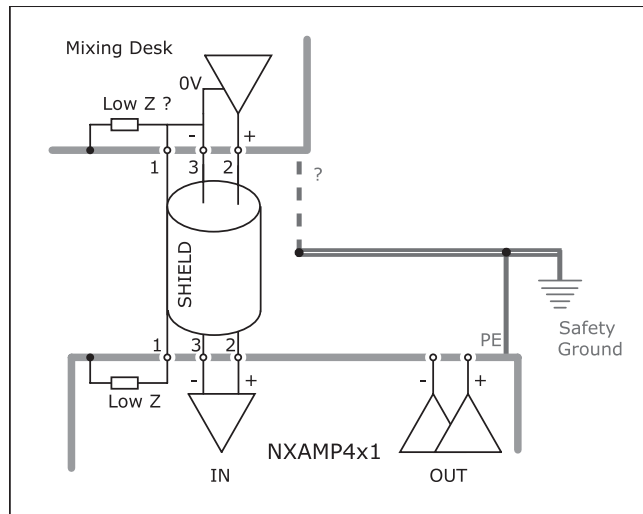 Mixing Desk
0V
Low Z ?
- +
1 3 2
?
SHIELD
Safety
Ground
PE
1 3 2
- +
- +
Low Z
NXAMP4x1
IN
OUT